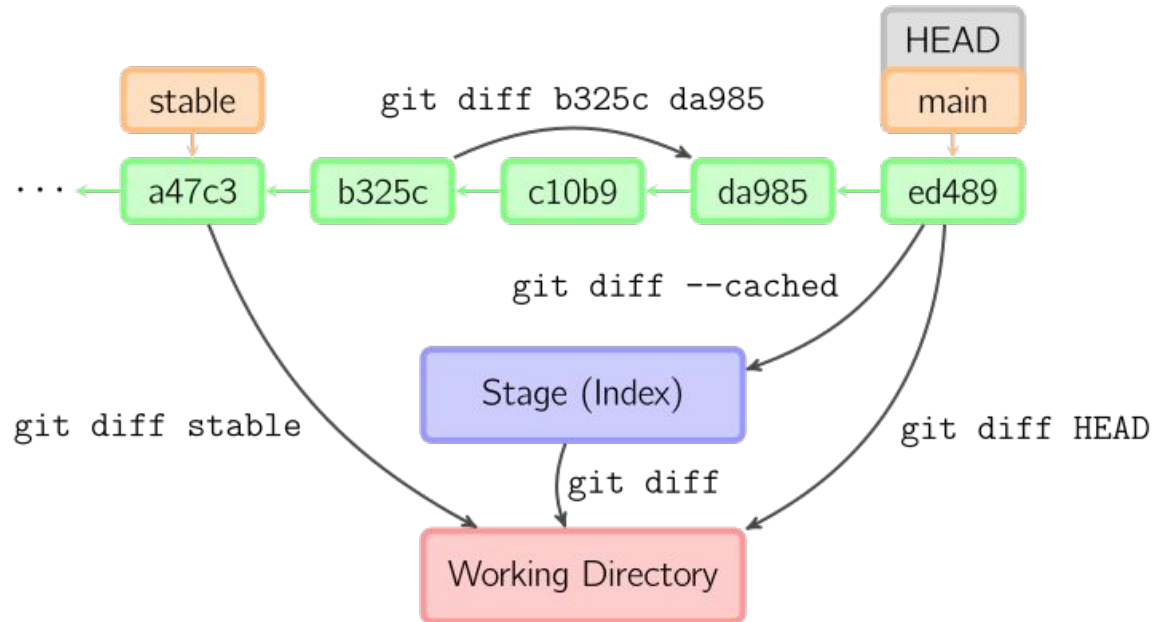 HEAD
stable
git diff b325c da985
main
...
a47c3
b325c
c10b9
da985
ed489
git diff --cached
Stage (Index)
git diff stable
git diff HEAD
git diff
Working Directory